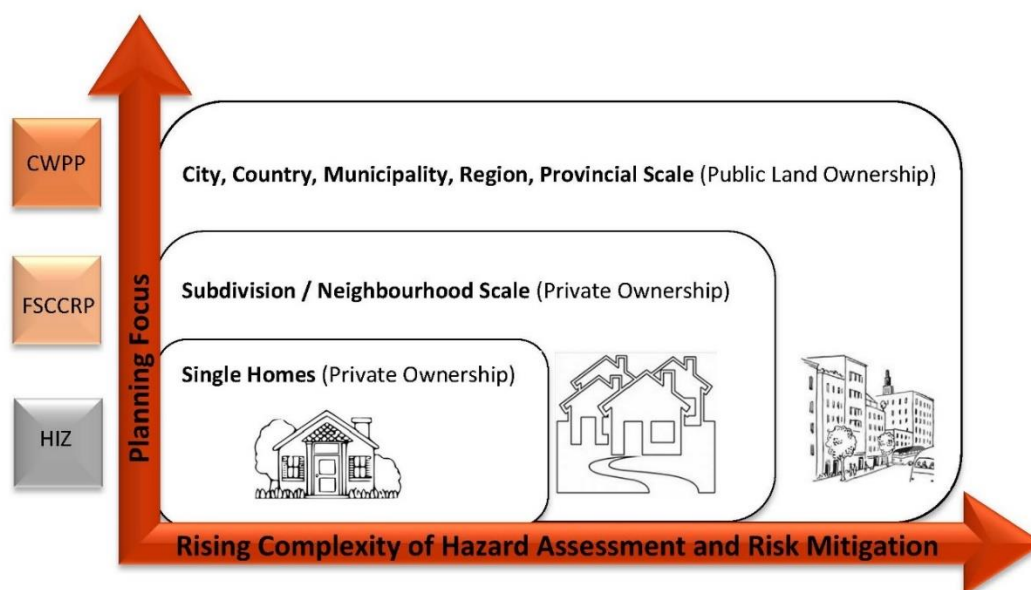 CWPP
City, Country, Municipality, Region, Provincial Scale (Public Land Ownership)
FSCCRP
Subdivision / Neighbourhood Scale (Private Ownership)
Single Homes (Private Ownership)
HIZ
Planning Focus
Rising Complexity of Hazard Assessment and Risk Mitigation